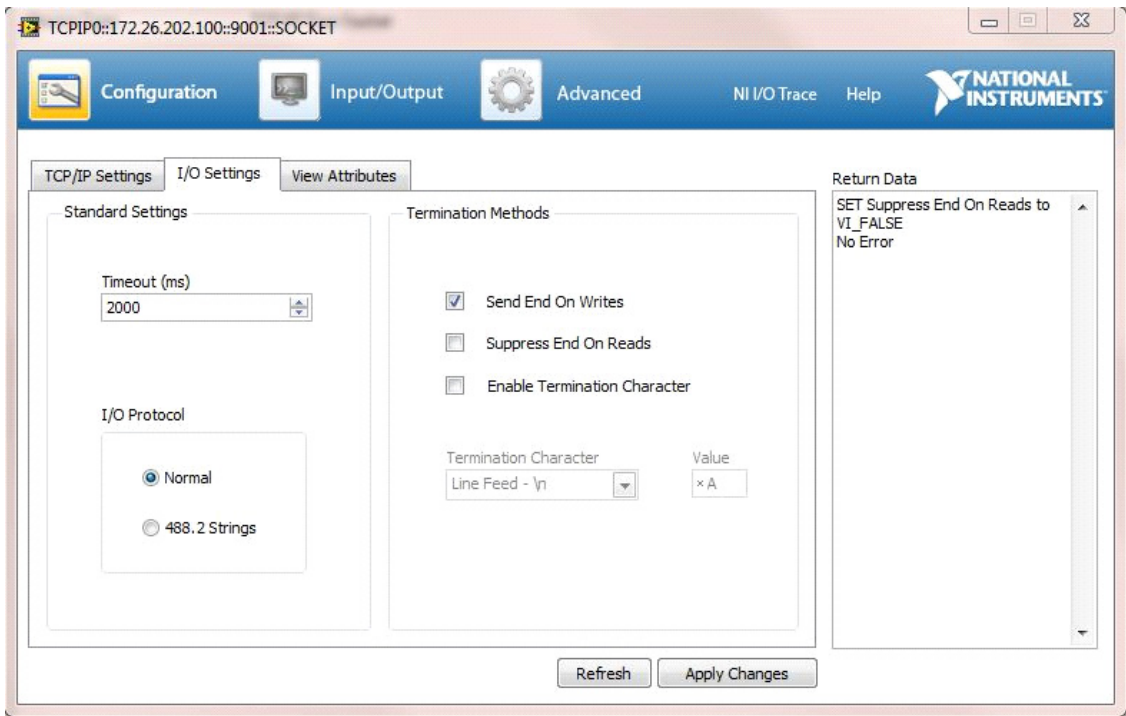 TCPIP0::172.26.202.100::9001::SOCKET
Configuration
Input/Output
Advanced
NI I/O Trace
Help
NATIONAL
INSTRUMENTS
TCP/IP Settings
I/O Settings
View Attributes
Standard Settings
Timeout (ms)
2000
I/O Protocol
Normal
488.2 Strings
Termination Methods
Send End On Writes
Suppress End On Reads
Enable Termination Character
Termination Character
Line Feed - \n
Value
×A
Return Data
SET Suppress End On Reads to
VI_FALSE
No Error
Refresh
Apply Changes